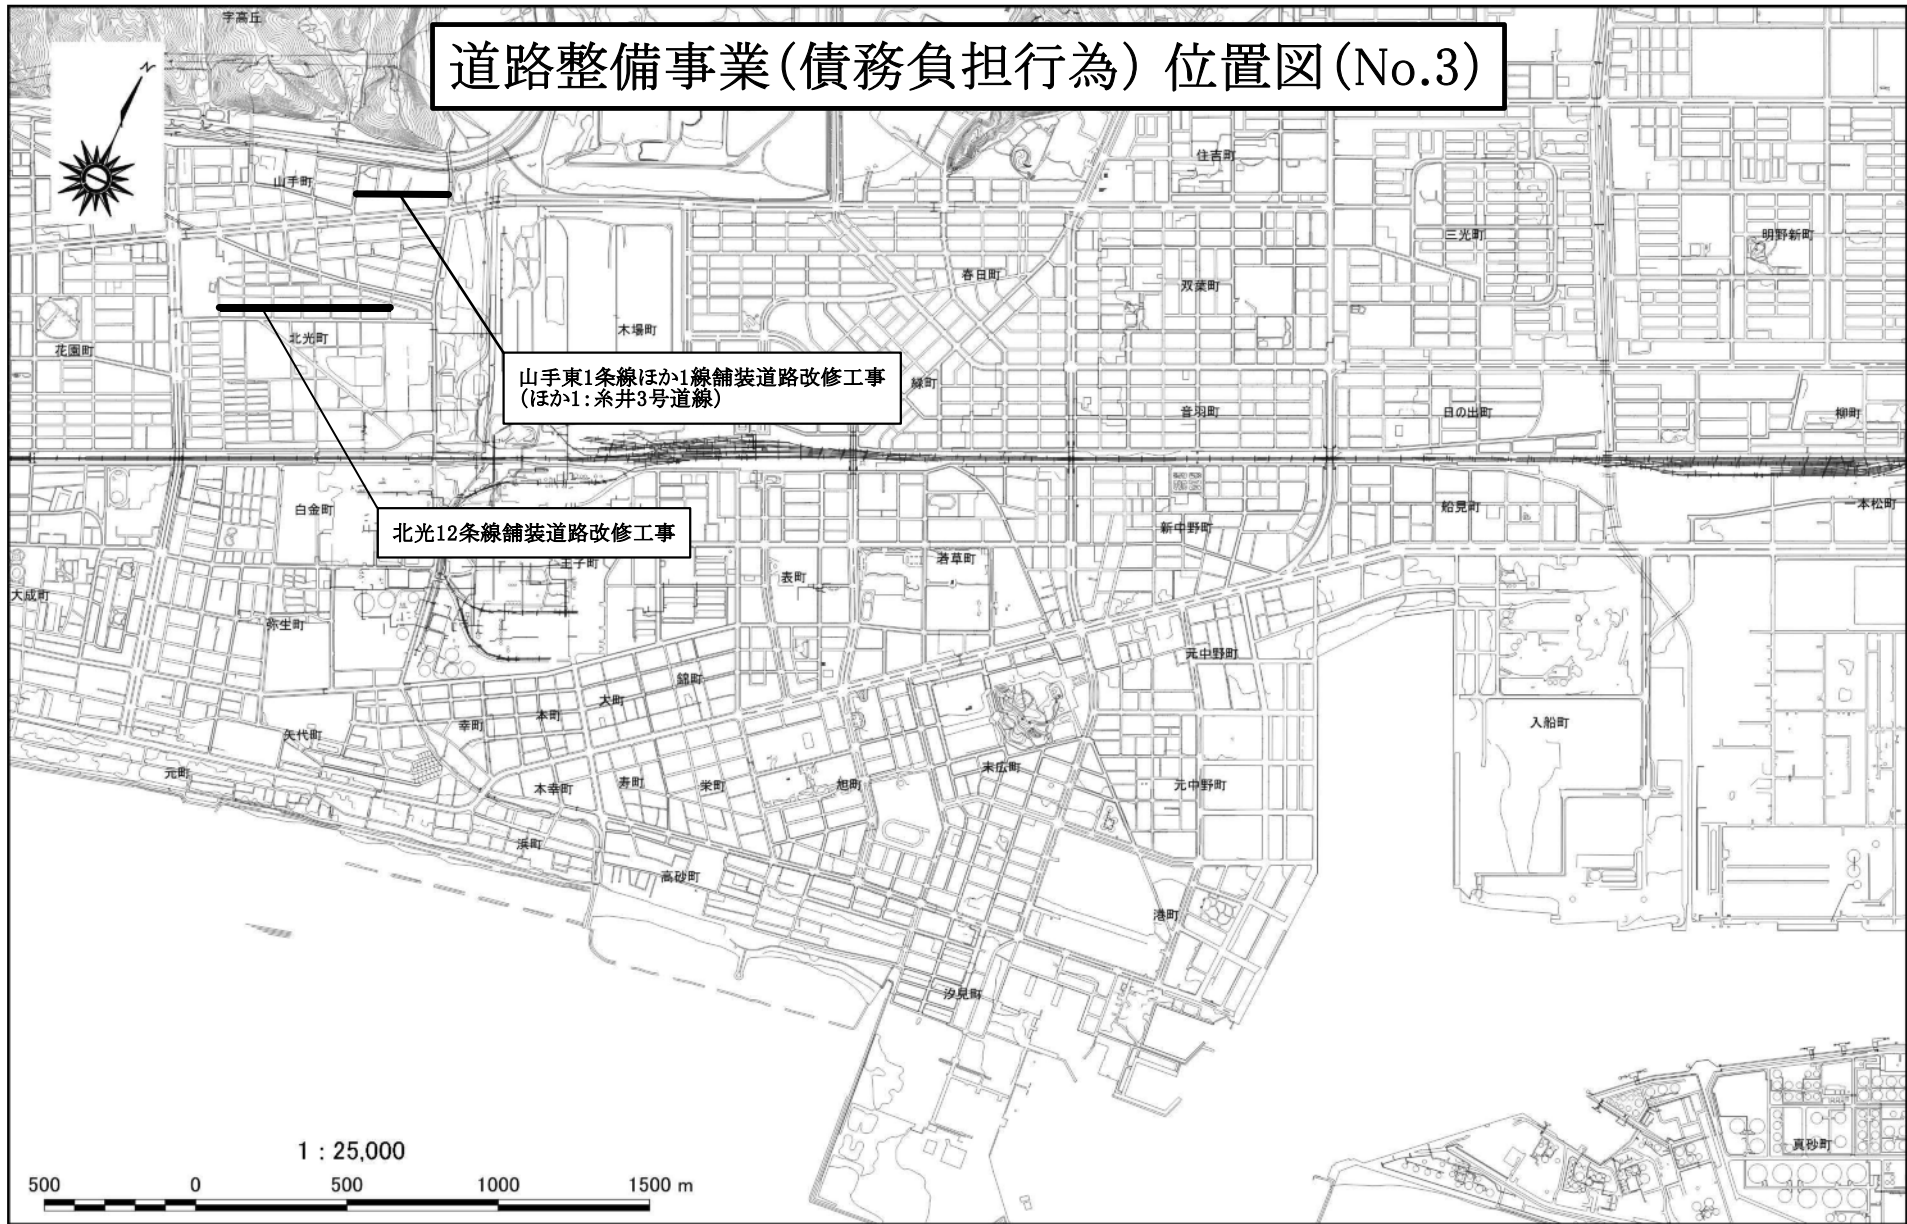 道路整備事業(債務負担行為) 位置図(No.3)
字高丘
N
山手町
住吉町
三光町
明野新町
春日町
双葉町
木場町
北光町
花園町
山手東1条線ほか1線舗装道路改修工事
(ほか1:糸井3号道線)
緑町
音羽町
日の出町
柳町
白金町
北光12条線舗装道路改修工事
新中野町
船見町
一本松町
王子町
表町
若草町
大成町
弥生町
元中野町
錦町
大町
本町
幸町
矢代町
入船町
元町
本幸町
寿町
栄町
旭町
末広町
元中野町
浜町
高砂町
港町
汐見町
真砂町
1 : 25,000
500 0 500 1000 1500 m